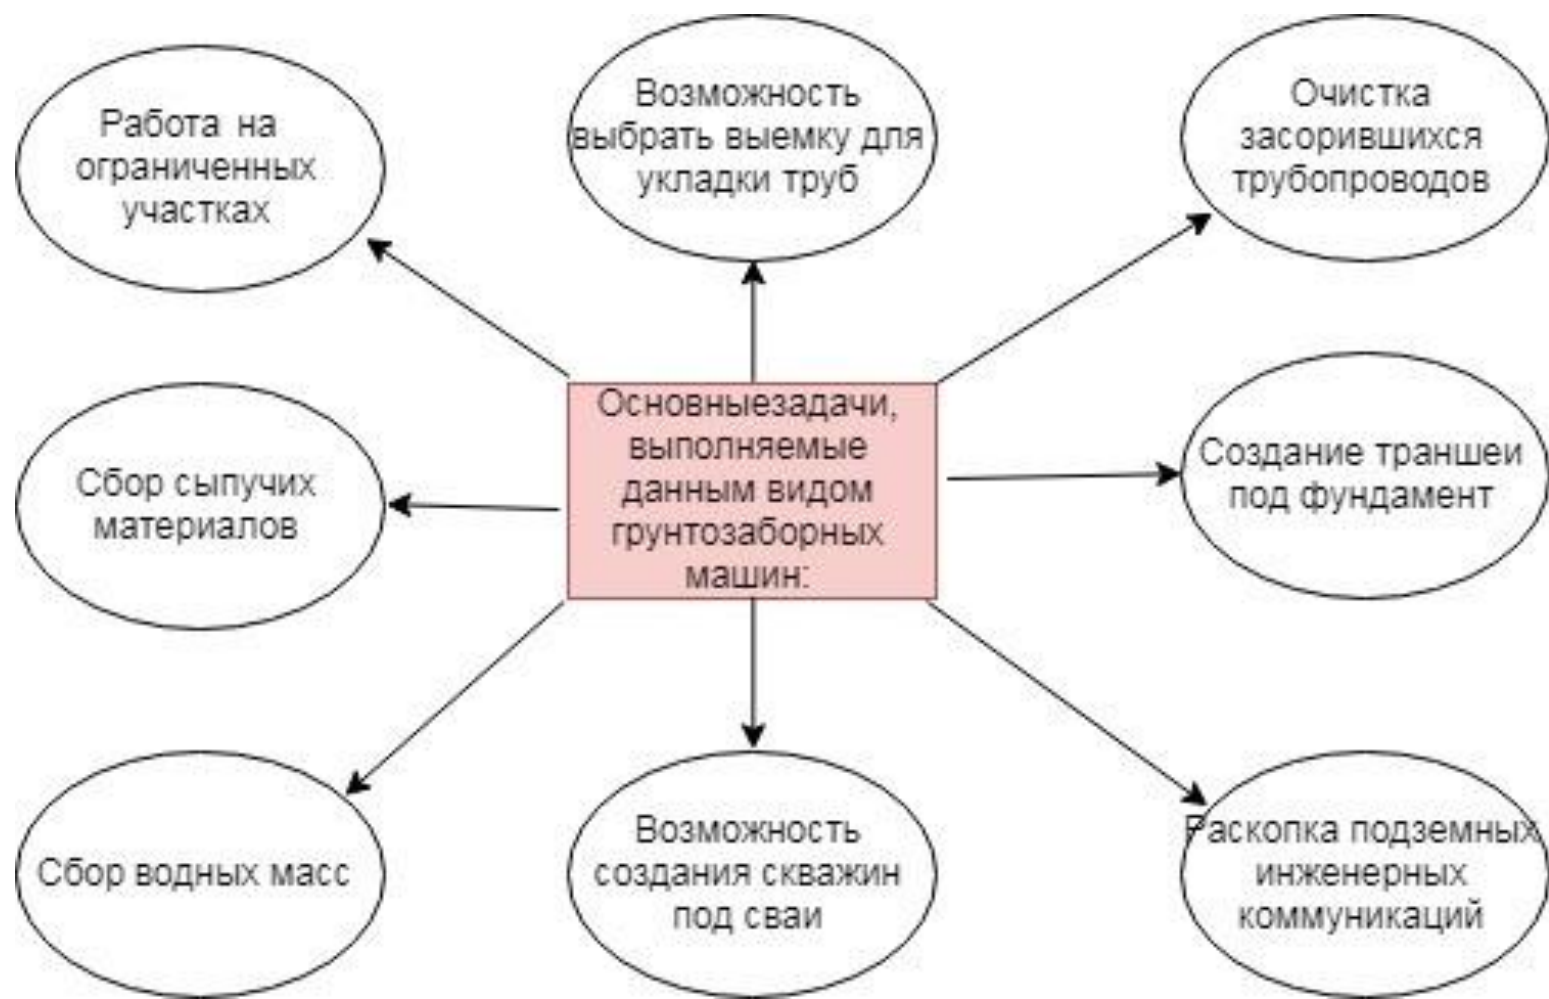 Работа на
ограниченных
участках
Возможность
выбрать выемку для
укладки труб
Очистка
засорившихся
трубопроводов
Сбор сыпучих
материалов
Основныезадачи,
выполняемые
данным видом
грунтозаборных
машин:
Создание траншеи
под фундамент
Сбор водных масс
Возможность
создания скважин
под сваи
Раскопка подземных
инженерных
коммуникаций